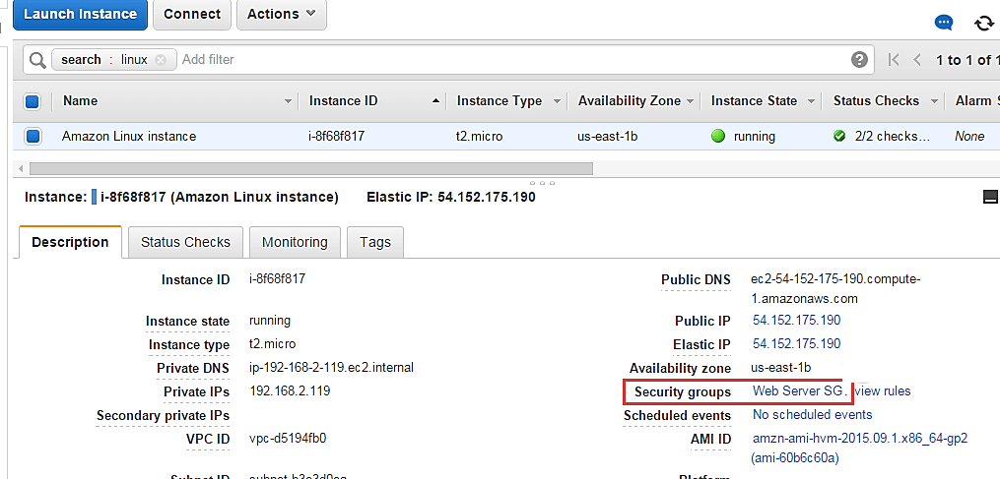 Launch Instance Connect Actions
search : linux Add filter 1 to 1 of 1
Name Instance ID Instance Type Availability Zone Instance State Status Checks Alarm S
Amazon Linux instance i-8f68f817 t2.micro us-east-1b running 2/2 checks... None
Instance: i-8f68f817 (Amazon Linux instance) Elastic IP: 54.152.175.190
Description Status Checks Monitoring Tags
Instance ID i-8f68f817 Public DNS ec2-54-152-175-190.compute-
1.amazonaws.com
Instance state running Public IP 54.152.175.190
Instance type t2.micro Elastic IP 54.152.175.190
Private DNS ip-192-168-2-119.ec2.internal Availability zone us-east-1b
Private IPs 192.168.2.119 Security groups Web Server SG. view rules
Secondary private IPs Scheduled events No scheduled events
VPC ID vpc-d5194fb0 AMI ID amzn-ami-hvm-2015.09.1.x86_64-gp2
(ami-60b6c60a)
Subnet ID Platform